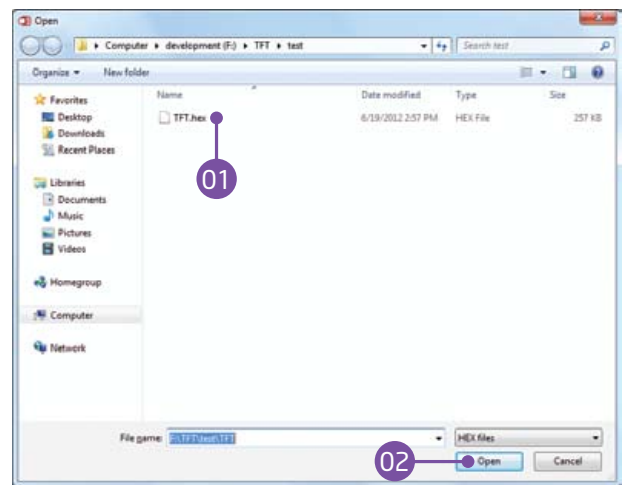 Open
Computer ▸ development (F:) ▸ TFT ▸ test
Search test
Organize ▾ New folder
Favorites
Desktop
Downloads
Recent Places
Libraries
Documents
Music
Pictures
Videos
Homegroup
Computer
Network
Name Date modified Type Size
TFT.hex 6/19/2012 2:57 PM HEX File 257 KB
01
File name: F:\TFT\test\TFT HEX files
02 Open Cancel